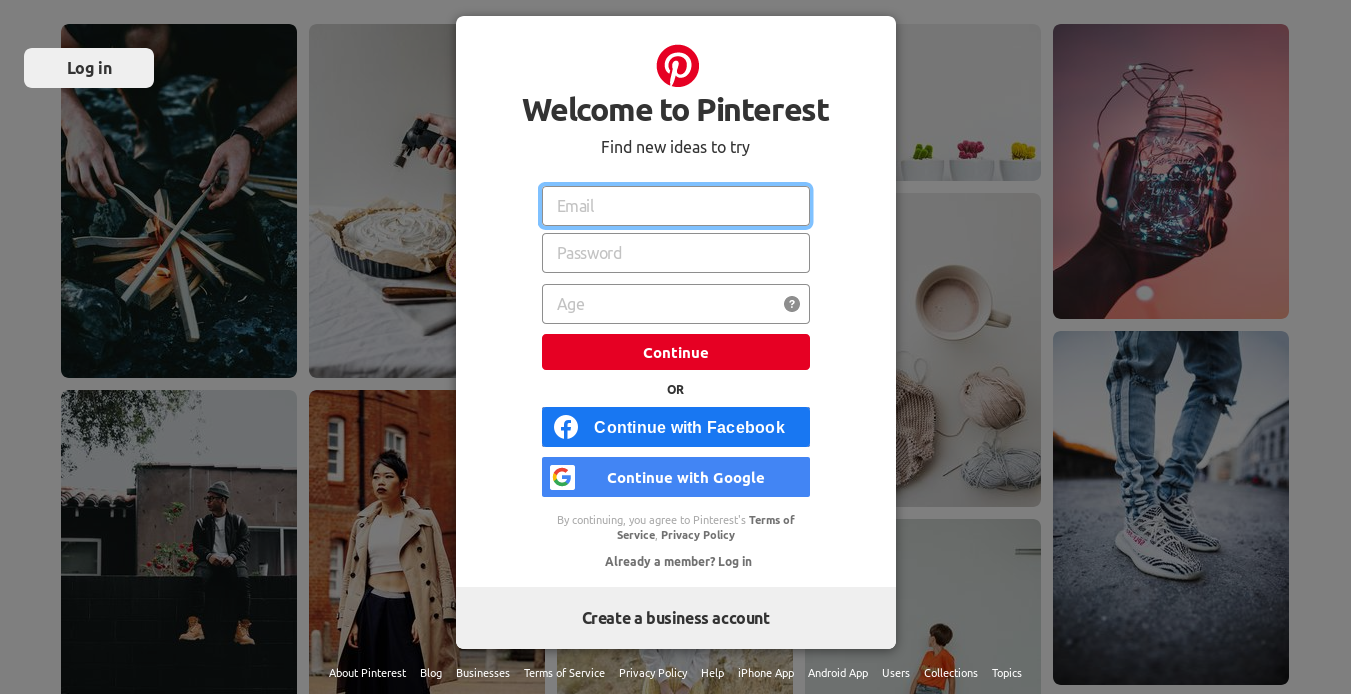 Log in
Welcome to Pinterest
Find new ideas to try
Email
Password
Age
?
Continue
OR
Continue with Facebook
Continue with Google
By continuing, you agree to Pinterest's Terms of
Service, Privacy Policy
Already a member? Log in
Create a business account
About Pinterest Blog Businesses Terms of Service Privacy Policy Help iPhone App Android App Users Collections Topics